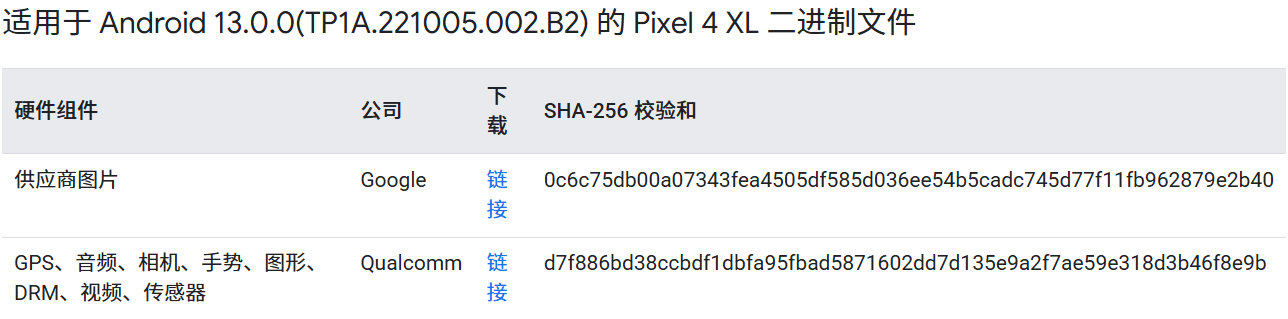 适用于 Android 13.0.0(TP1A.221005.002.B2) 的 Pixel 4 XL 二进制文件
硬件组件 公司 下载 SHA-256 校验和
供应商图片 Google 链接 0c6c75db00a07343fea4505df585d036ee54b5cadc745d77f11fb962879e2b40
GPS、音频、相机、手势、图形、 Qualcomm 链接 d7f886bd38ccbdf1dbfa95fbad5871602dd7d135e9a2f7ae59e318d3b46f8e9b
DRM、视频、传感器